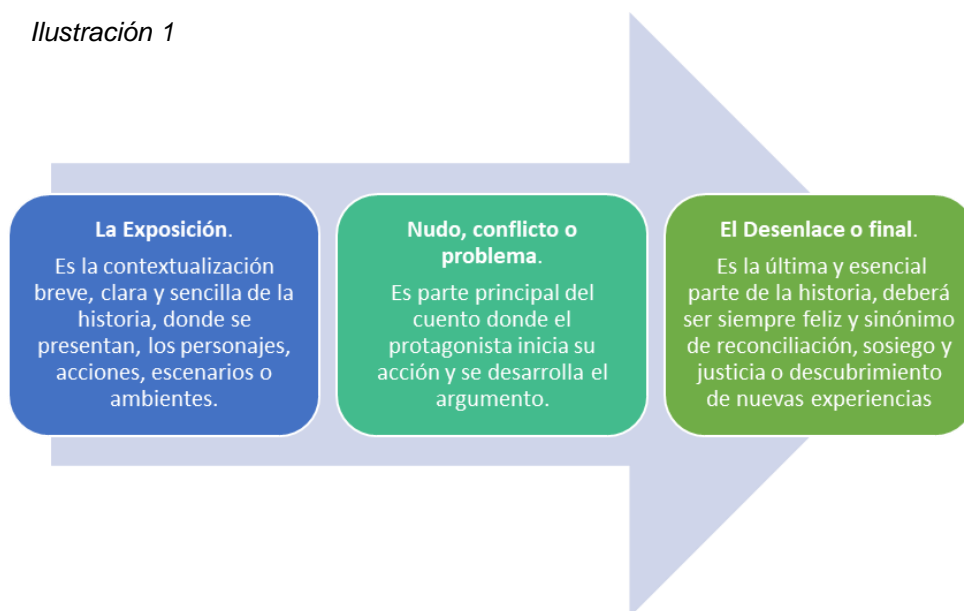 Ilustración 1
La Exposición.
Es la contextualización
breve, clara y sencilla de la
historia, donde se
presentan, los personajes,
acciones, escenarios o
ambientes.
Nudo, conflicto o
problema.
Es parte principal del
cuento donde el
protagonista inicia su
acción y se desarrolla el
argumento.
El Desenlace o final.
Es la última y esencial
parte de la historia, deberá
ser siempre feliz y sinónimo
de reconciliación, sosiego y
justicia o descubrimiento
de nuevas experiencias